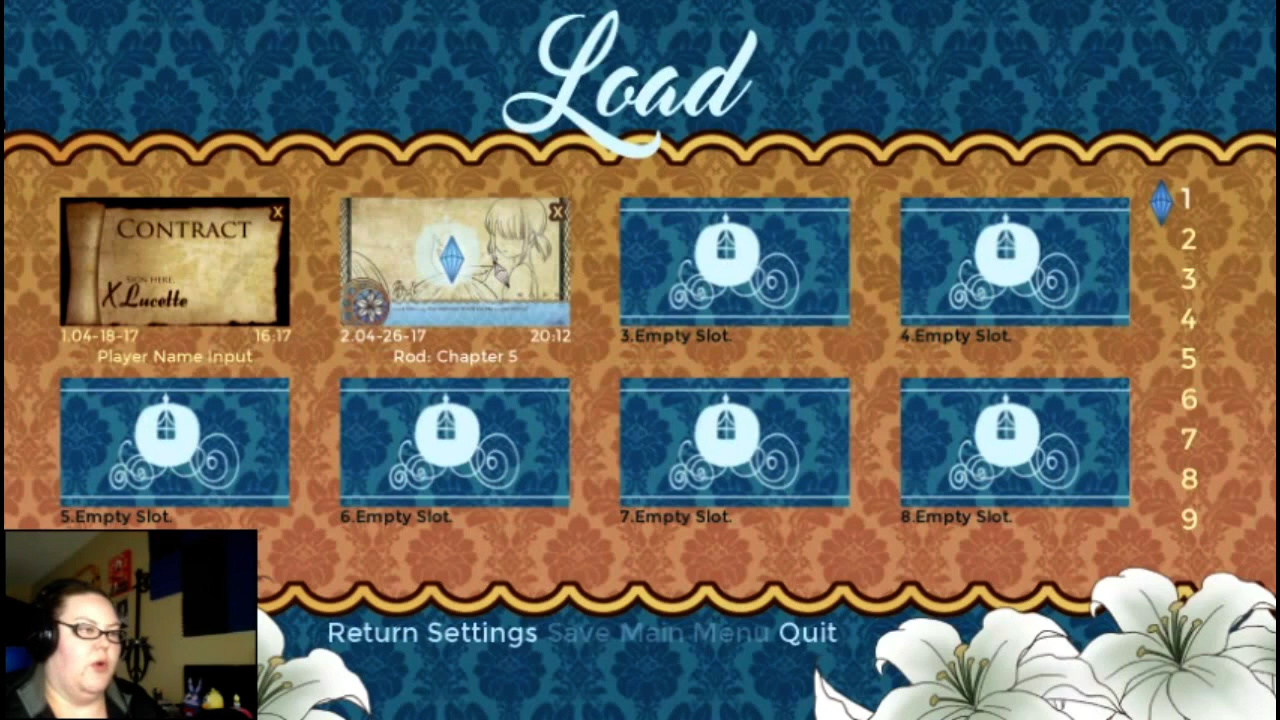 Load
CONTRACT
SIGN HERE.
X Lucette
1.04-18-17 16:17
Player Name Input
2.04-26-17 20:12
Rod: Chapter 5
3.Empty Slot.
4.Empty Slot.
5.Empty Slot.
6.Empty Slot.
7.Empty Slot.
8.Empty Slot.
X
X
1
2
3
4
5
6
7
8
9
Return Settings Save Main Menu Quit